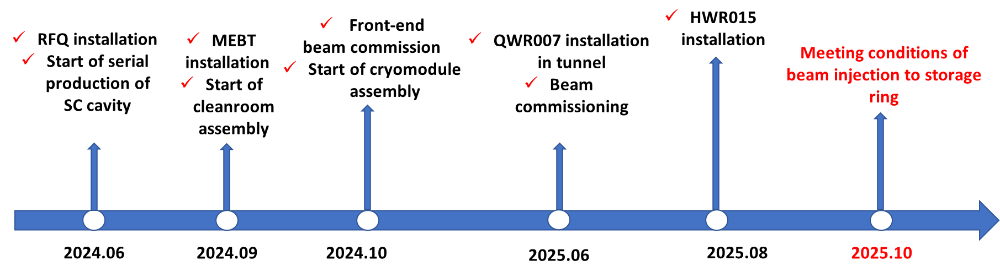 ✓ RFQ installation
✓ Start of serial
production of
SC cavity
✓ MEBT
installation
✓ Start of
cleanroom
assembly
✓ Front-end
beam commission
✓ Start of cryomodule
assembly
✓ QWR007 installation
in tunnel
✓ Beam
commissioning
✓ HWR015
installation
Meeting conditions of
beam injection to storage
ring
2024.06
2024.09
2024.10
2025.06
2025.08
2025.10